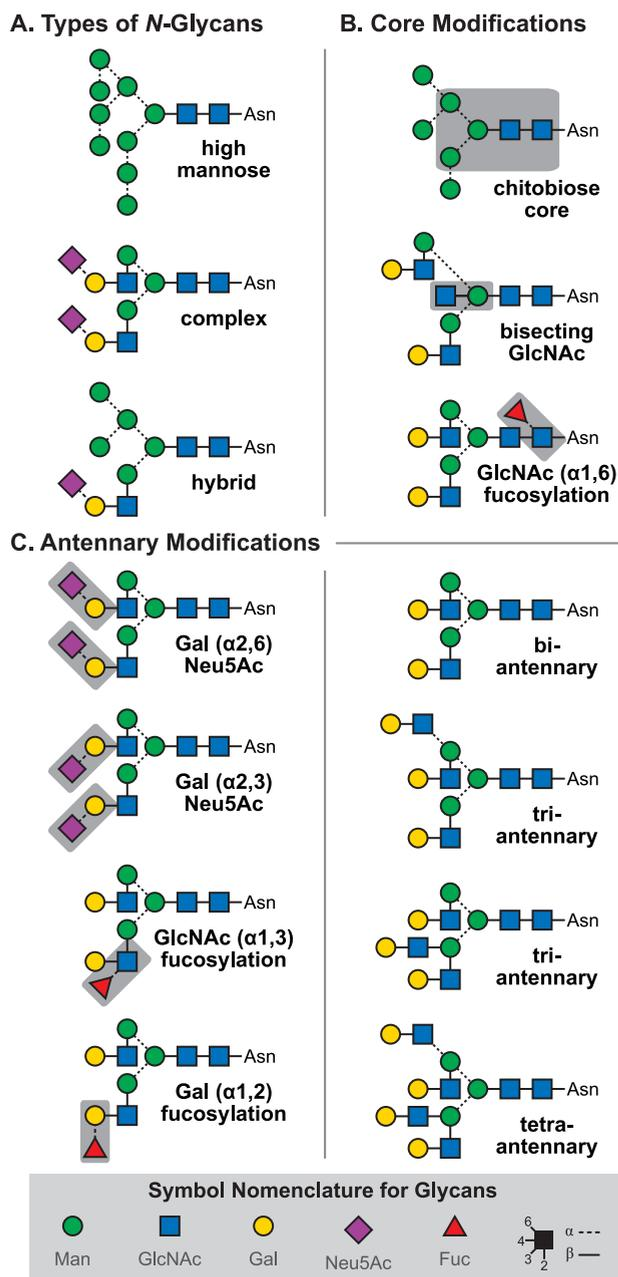 A. Types of N-Glycans
Asn
high
mannose
Asn
complex
Asn
hybrid
B. Core Modifications
Asn
chitobiose
core
Asn
bisecting
GlcNAc
Asn
GlcNAc (α1,6)
fucosylation
C. Antennary Modifications
Asn
Gal (α2,6)
Neu5Ac
Asn
Gal (α2,3)
Neu5Ac
Asn
GlcNAc (α1,3)
fucosylation
Asn
Gal (α1,2)
fucosylation
Asn
bi-
antennary
Asn
tri-
antennary
Asn
tri-
antennary
Asn
tetra-
antennary
Symbol Nomenclature for Glycans
Man
GlcNAc
Gal
Neu5Ac
Fuc
6
4
3
2
α
β